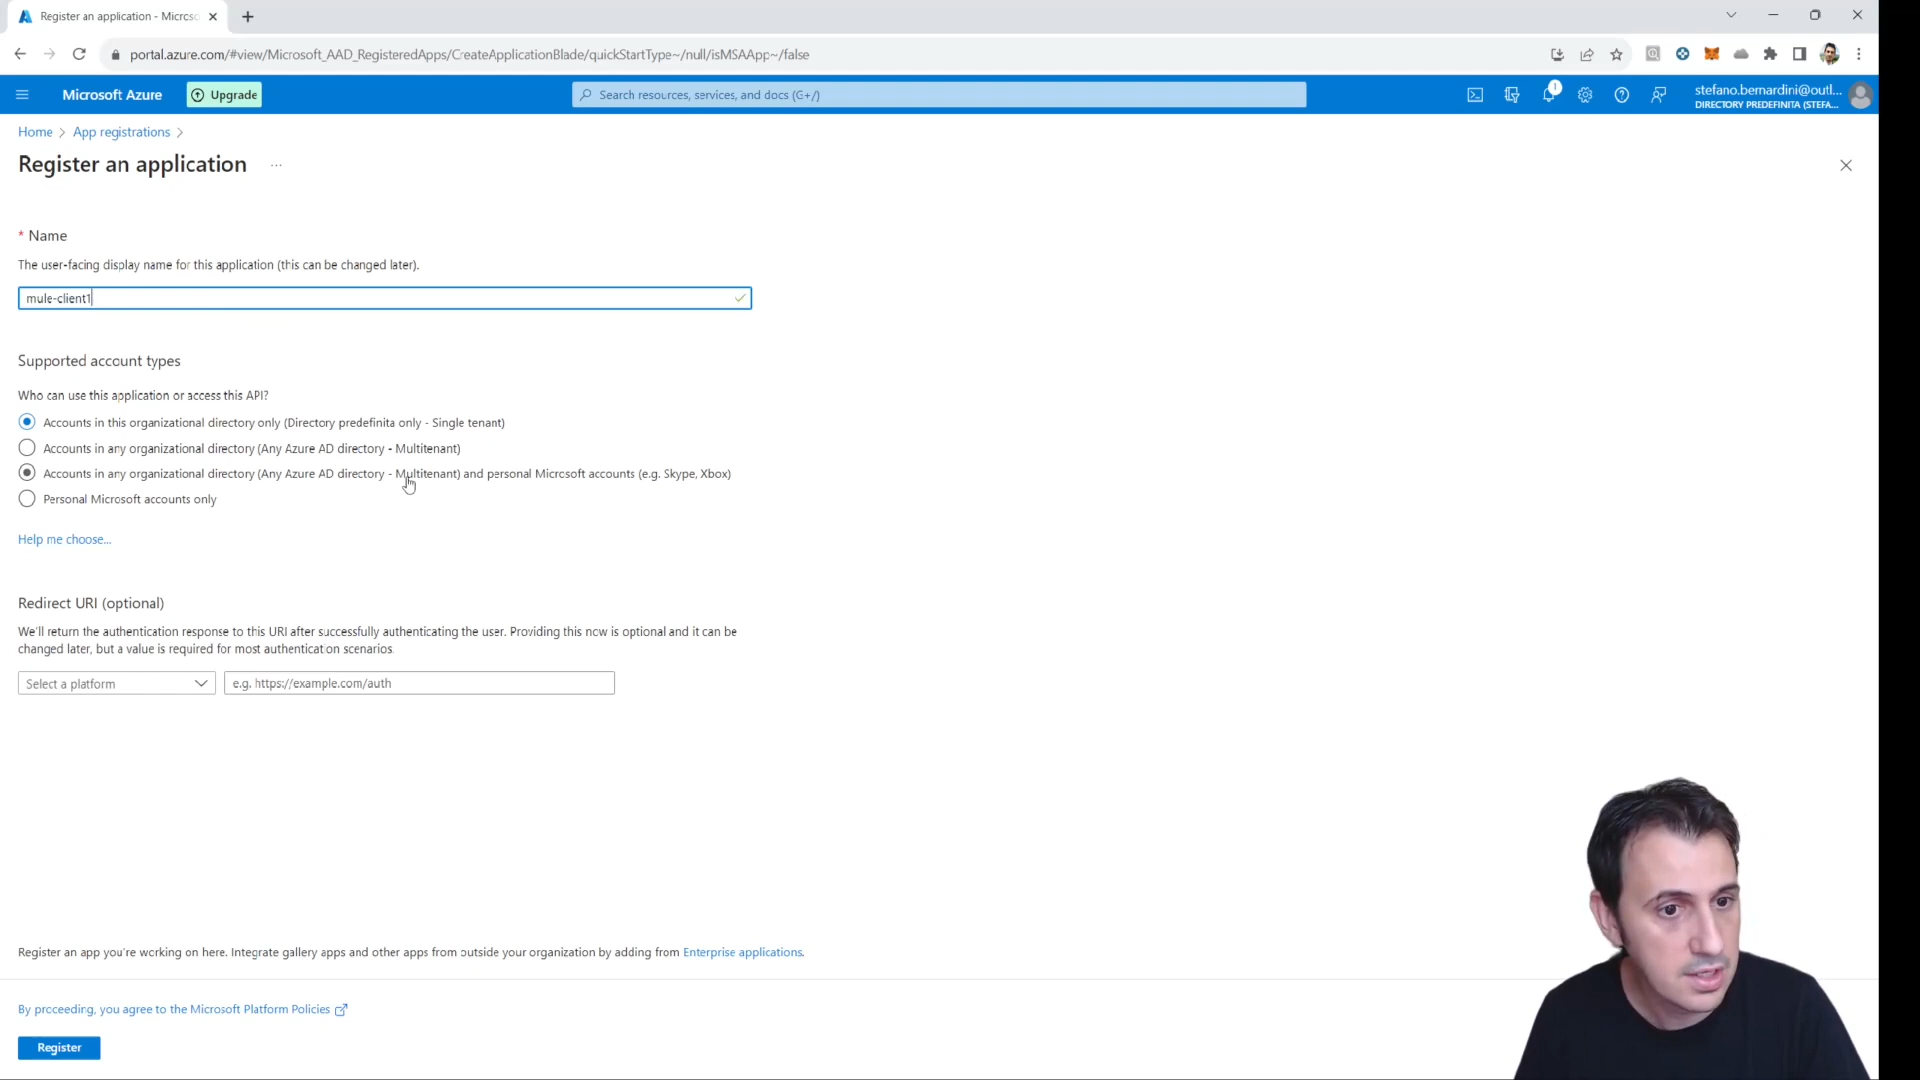 Register an application - Microso
portal.azure.com/#view/Microsoft_AAD_RegisteredApps/CreateApplicationBlade/quickStartType~/null/isMSAApp~/false
Microsoft Azure
Upgrade
Search resources, services, and docs (G+/)
1
stefano.bernardini@outl...
DIRECTORY PREDEFINITA (STEFA...
Home > App registrations >
Register an application ...
* Name
The user-facing display name for this application (this can be changed later).
mule-client1
Supported account types
Who can use this application or access this API?
Accounts in this organizational directory only (Directory predefinita only - Single tenant)
Accounts in any organizational directory (Any Azure AD directory - Multitenant)
Accounts in any organizational directory (Any Azure AD directory - Multitenant) and personal Microsoft accounts (e.g. Skype, Xbox)
Personal Microsoft accounts only
Help me choose...
Redirect URI (optional)
We'll return the authentication response to this URI after successfully authenticating the user. Providing this now is optional and it can be
changed later, but a value is required for most authentication scenarios.
Select a platform
e.g. https://example.com/auth
Register an app you're working on here. Integrate gallery apps and other apps from outside your organization by adding from Enterprise applications.
By proceeding, you agree to the Microsoft Platform Policies
Register